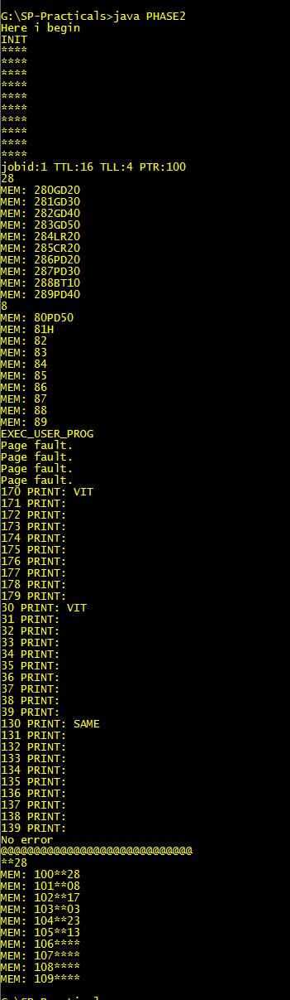 G:\SP-Practicals>java PHASE2
Here i begin
INIT
****
****
****
****
****
****
****
****
****
****
jobid:1 TTL:16 TLL:4 PTR:100
28
MEM: 280GD20
MEM: 281GD30
MEM: 282GD40
MEM: 283GD50
MEM: 284LR20
MEM: 285CR20
MEM: 286PD20
MEM: 287PD30
MEM: 288BT10
MEM: 289PD40
8
MEM: 80PD50
MEM: 81H
MEM: 82
MEM: 83
MEM: 84
MEM: 85
MEM: 86
MEM: 87
MEM: 88
MEM: 89
EXEC_USER_PROG
Page fault.
Page fault.
Page fault.
Page fault.
170 PRINT: VIT
171 PRINT:
172 PRINT:
173 PRINT:
174 PRINT:
175 PRINT:
176 PRINT:
177 PRINT:
178 PRINT:
179 PRINT:
30 PRINT: VIT
31 PRINT:
32 PRINT:
33 PRINT:
34 PRINT:
35 PRINT:
36 PRINT:
37 PRINT:
38 PRINT:
39 PRINT:
130 PRINT: SAME
131 PRINT:
132 PRINT:
133 PRINT:
134 PRINT:
135 PRINT:
136 PRINT:
137 PRINT:
138 PRINT:
139 PRINT:
No error
@@@@@@@@@@@@@@@@@@@@@@@@@@@@@
**28
MEM: 100**28
MEM: 101**08
MEM: 102**17
MEM: 103**03
MEM: 104**23
MEM: 105**13
MEM: 106****
MEM: 107****
MEM: 108****
MEM: 109****